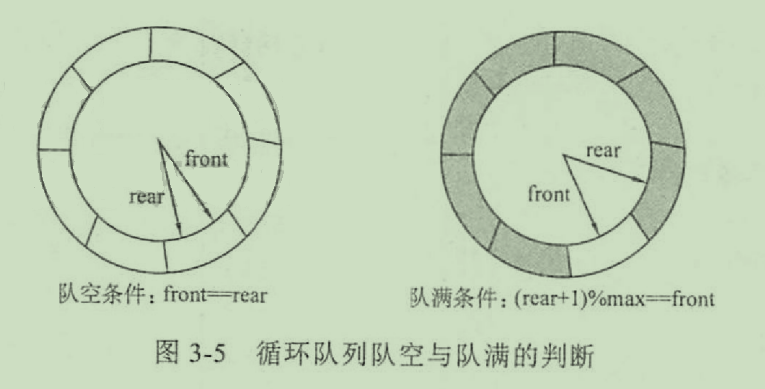 front
rear
rear
front
队空条件：front==rear
队满条件：(rear+1)%max==front
图 3-5 循环队列队空与队满的判断